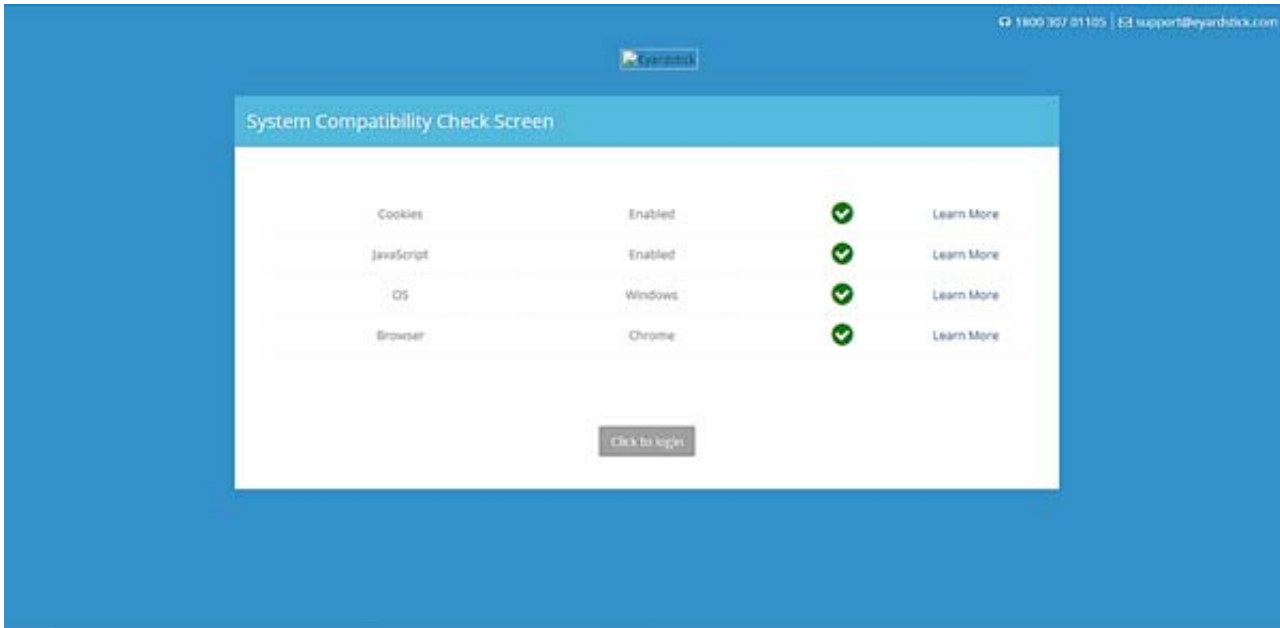 1800 307 01105 | support@eyardstick.com
Eyardstick
System Compatibility Check Screen
Cookies Enabled Learn More
JavaScript Enabled Learn More
OS Windows Learn More
Browser Chrome Learn More
Click to login